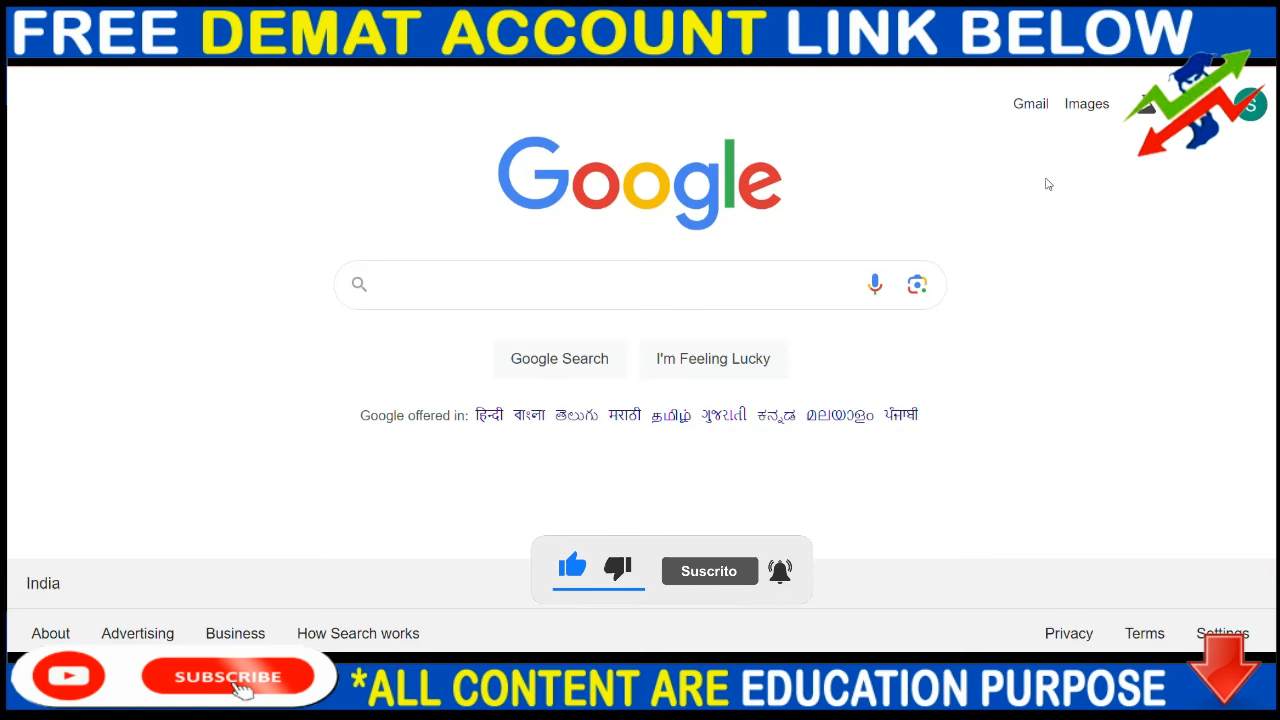 FREE DEMAT ACCOUNT LINK BELOW
Gmail Images
S
Google
Google Search I'm Feeling Lucky
Google offered in: हिन्दी বাংলা తెలుగు मराठी தமிழ் ગુજરાતી ಕನ್ನಡ മലയാളം ਪੰਜਾਬੀ
Suscrito
India
About Advertising Business How Search works Privacy Terms Settings
SUBSCRIBE
*ALL CONTENT ARE EDUCATION PURPOSE